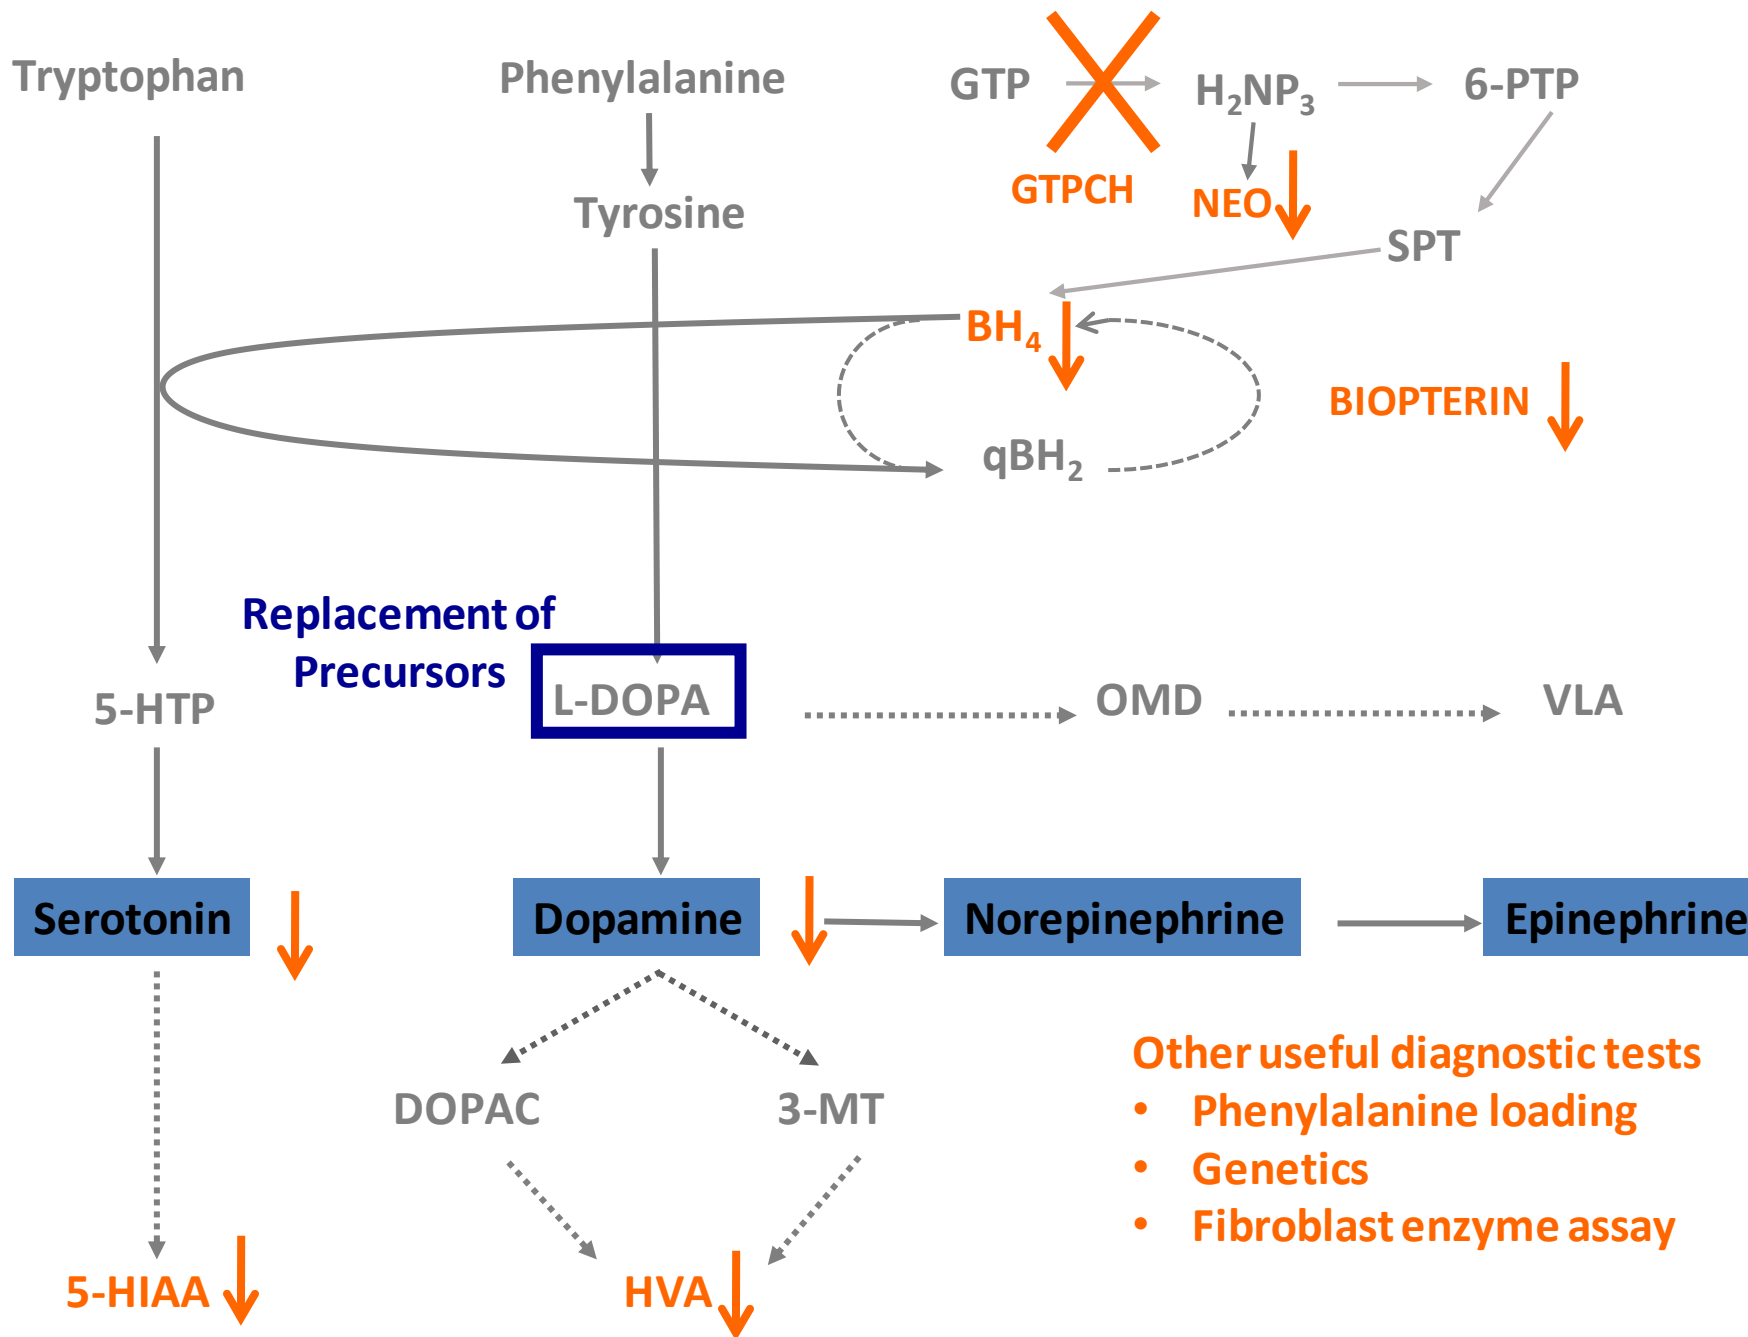 Tryptophan
Phenylalanine
GTP
H₂NP₃
6-PTP
GTPCH
NEO
Tyrosine
SPT
BH₄
BIOPTERIN
qBH₂
Replacement of
Precursors
5-HTP
L-DOPA
OMD
VLA
Serotonin
Dopamine
Norepinephrine
Epinephrine
DOPAC
3-MT
Other useful diagnostic tests
• Phenylalanine loading
• Genetics
• Fibroblast enzyme assay
5-HIAA
HVA